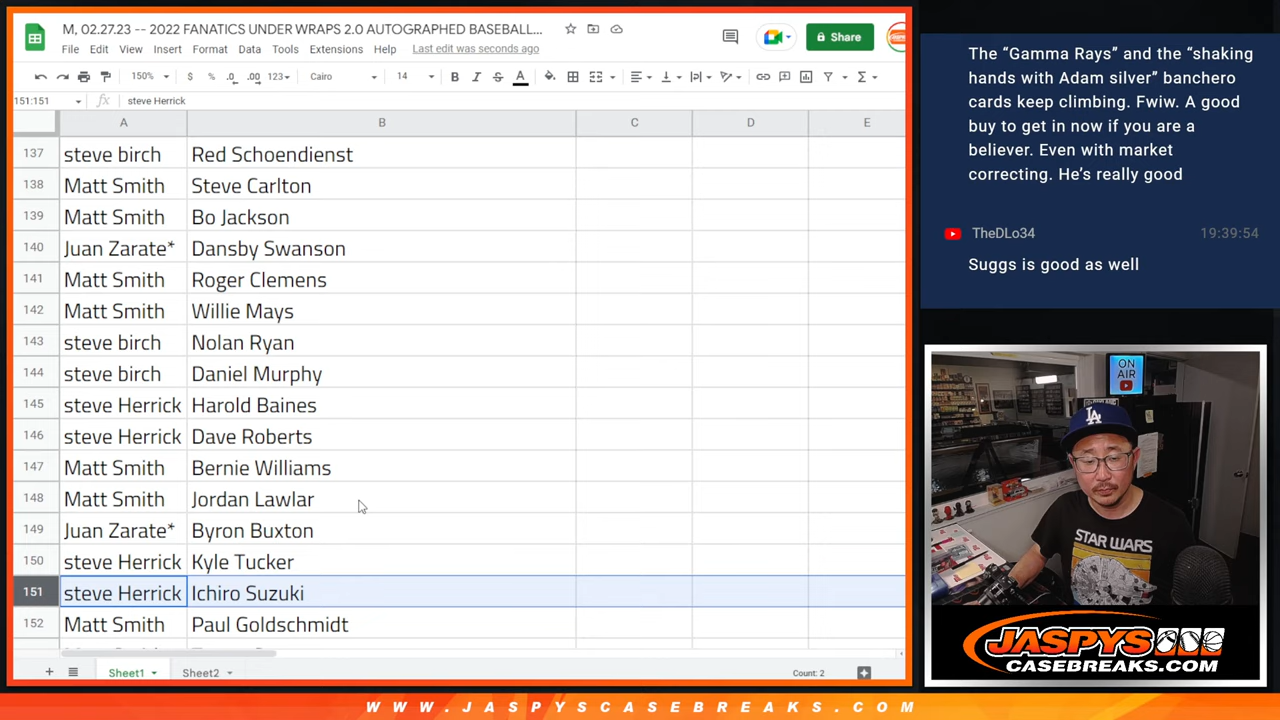 M, 02.27.23 -- 2022 FANATICS UNDER WRAPS 2.0 AUTOGRAPHED BASEBALL...
File Edit View Insert Format Data Tools Extensions Help Last edit was seconds ago
Share
150% $ % .0 .00 123 Cairo 14 B I S A
151:151 fx steve Herrick
A B C D E
137 steve birch Red Schoendienst
138 Matt Smith Steve Carlton
139 Matt Smith Bo Jackson
140 Juan Zarate* Dansby Swanson
141 Matt Smith Roger Clemens
142 Matt Smith Willie Mays
143 steve birch Nolan Ryan
144 steve birch Daniel Murphy
145 steve Herrick Harold Baines
146 steve Herrick Dave Roberts
147 Matt Smith Bernie Williams
148 Matt Smith Jordan Lawlar
149 Juan Zarate* Byron Buxton
150 steve Herrick Kyle Tucker
151 steve Herrick Ichiro Suzuki
152 Matt Smith Paul Goldschmidt
Sheet1 Sheet2 Count: 2
The “Gamma Rays” and the “shaking
hands with Adam silver” banchero
cards keep climbing. Fwiw. A good
buy to get in now if you are a
believer. Even with market
correcting. He’s really good
TheDLo34 19:39:54
Suggs is good as well
ON
AIR
LA
STAR WARS
JASPYS
CASEBREAKS.COM
WWW.JASPYSCASEBREAKS.COM